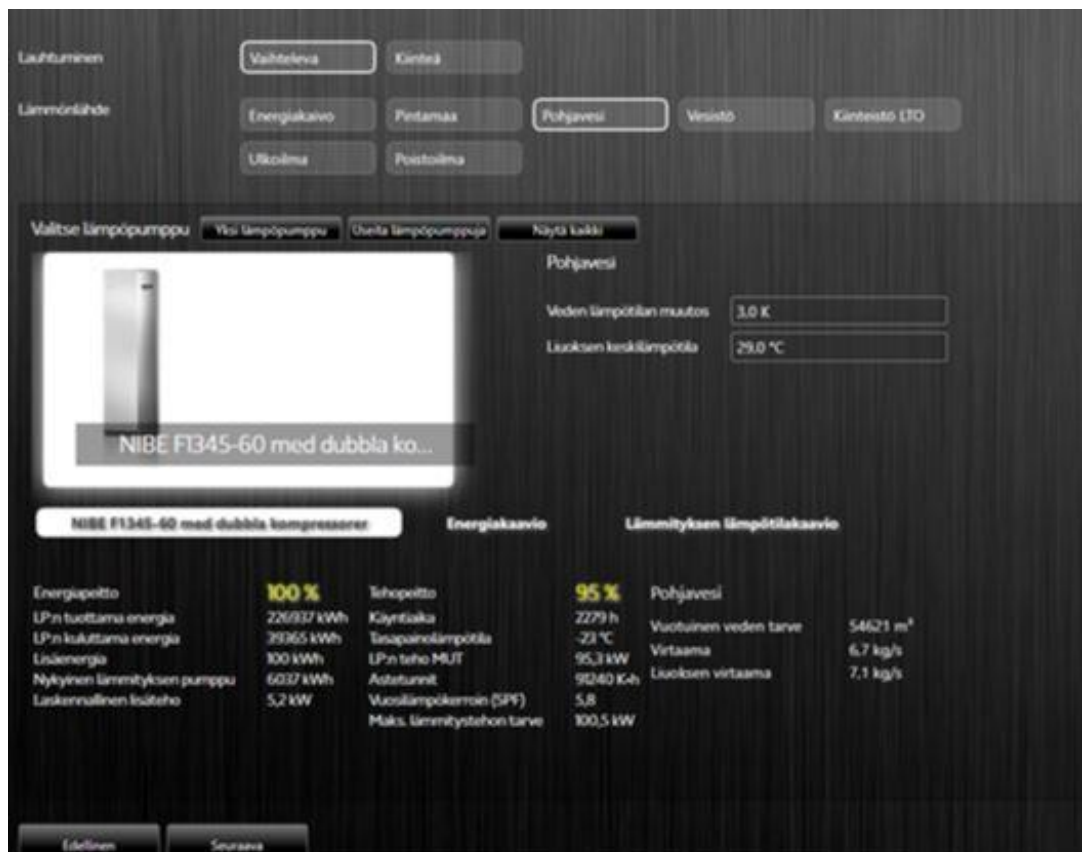 Lauhtuminen Vaihteleva Kiinteä
Lämmönlähde Energiakaivo Pintamaa Pohjavesi Vesistö Kiinteistö LTO
Ulkoilma Poistoilma
Valitse lämpöpumppu Yksi lämpöpumppu Useita lämpöpumppuja Näytä kaikki
Pohjavesi
Veden lämpötilan muutos 3,0 K
Liuoksen keskilämpötila 29,0 °C
NIBE F1345-60 med dubbla ko...
NIBE F1345-60 med dubbla kompressorer Energiakaavio Lämmityksen lämpötilakaavio
Energiapeitto 100 % Tehopeitto 95 % Pohjavesi
LP:n tuottama energia 226937 kWh Käyntiaika 2279 h Vuotuinen veden tarve 54621 m³
LP:n kuluttama energia 39365 kWh Tasapainolämpötila -23 °C Virtaama 6,7 kg/s
Lisäenergia 100 kWh LP:n teho MUT 95,3 kW Liuoksen virtaama 7,1 kg/s
Nykyinen lämmityksen pumppu 6037 kWh Astetunnit 91240 K·h
Laskennallinen lisäteho 5,2 kW Vuosilämpökerroin (SPF) 5,8
Maks. lämmitystehon tarve 100,5 kW
Edellinen Seuraava